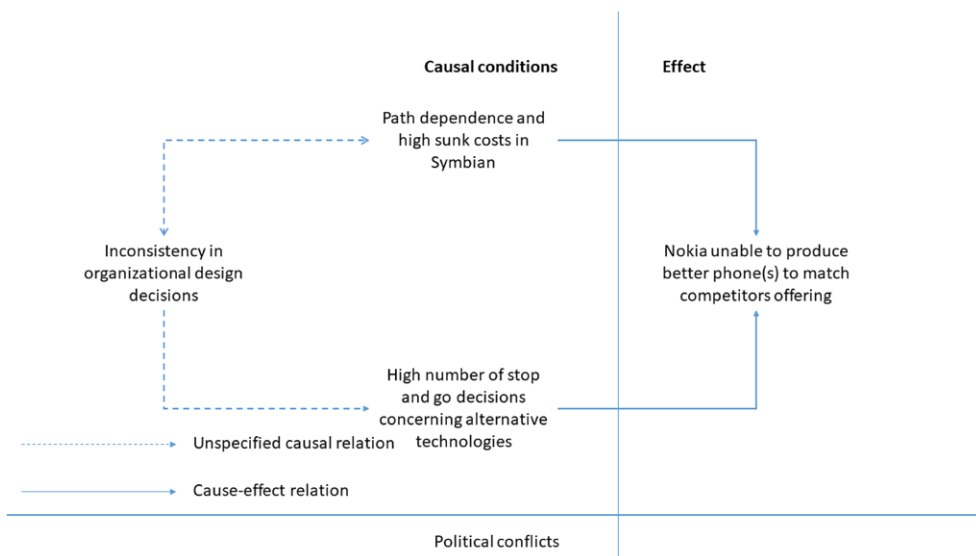 Causal conditions
Effect
Path dependence and
high sunk costs in
Symbian
Inconsistency in
organizational design
decisions
Nokia unable to produce
better phone(s) to match
competitors offering
High number of stop
and go decisions
concerning alternative
technologies
Unspecified causal relation
Cause-effect relation
Political conflicts